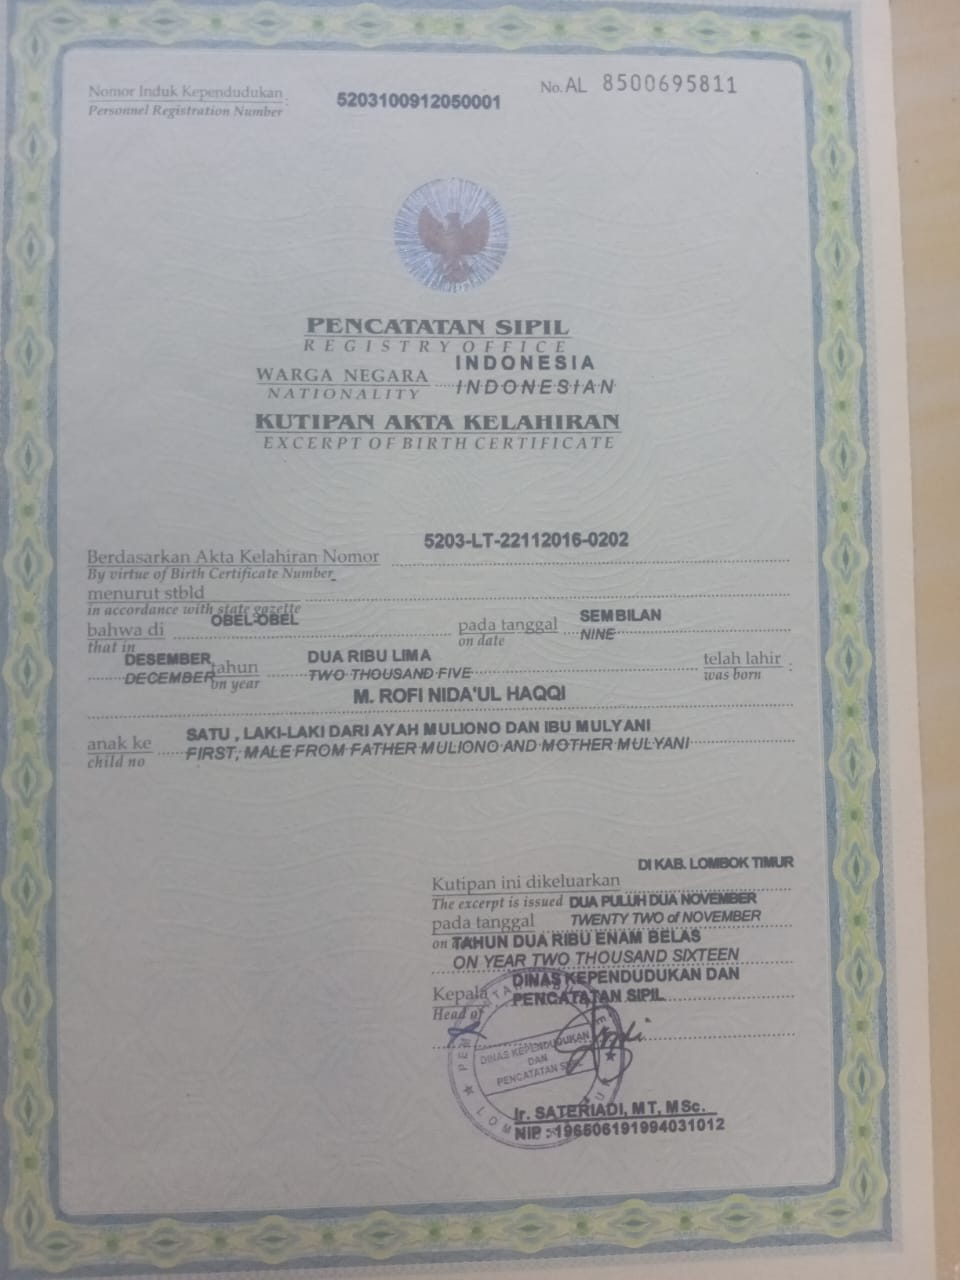 Nomor Induk Kependudukan : 5203100912050001
Personnel Registration Number
No. AL 8500695811
PENCATATAN SIPIL
REGISTRY OFFICE
WARGA NEGARA INDONESIA
NATIONALITY INDONESIAN
KUTIPAN AKTA KELAHIRAN
EXCERPT OF BIRTH CERTIFICATE
Berdasarkan Akta Kelahiran Nomor 5203-LT-22112016-0202
By virtue of Birth Certificate Number
menurut stbld
in accordance with state gazette
bahwa di OBEL-OBEL pada tanggal SEMBILAN
that in on date NINE
DESEMBER tahun DUA RIBU LIMA telah lahir :
DECEMBER on year TWO THOUSAND FIVE was born
M. ROFI NIDA'UL HAQQI
anak ke SATU , LAKI-LAKI DARI AYAH MULIONO DAN IBU MULYANI
child no FIRST, MALE FROM FATHER MULIONO AND MOTHER MULYANI
Kutipan ini dikeluarkan DI KAB. LOMBOK TIMUR
The excerpt is issued
pada tanggal DUA PULUH DUA NOVEMBER
TWENTY TWO of NOVEMBER
on TAHUN DUA RIBU ENAM BELAS
ON YEAR TWO THOUSAND SIXTEEN
Kepala DINAS KEPENDUDUKAN DAN
Head of PENCATATAN SIPIL
DINAS KEPENDUDUKAN
DAN
PENCATATAN SIPIL
Ir. SATERIADI, MT, MSc.
NIP : 196506191994031012